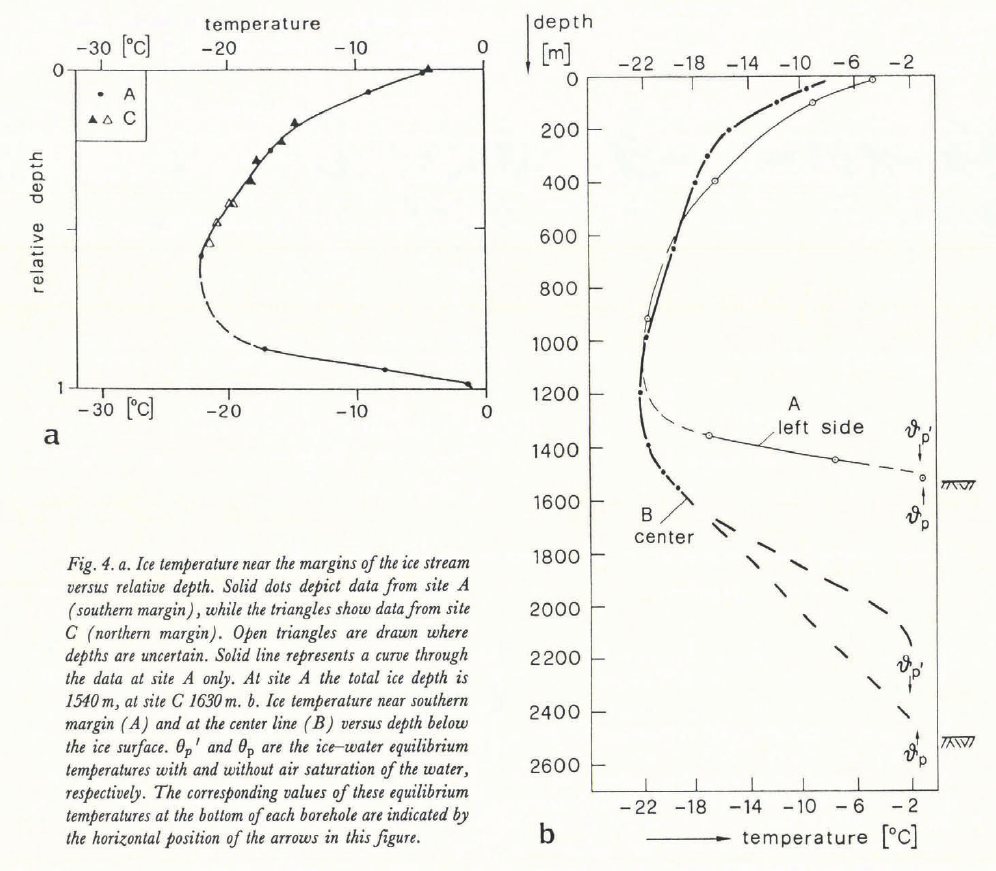 temperature
−30 [°C] −20 −10 0
0
• A
▲ △ C
relative depth
1
−30 [°C] −20 −10 0
a
depth
[m]
−22 −18 −14 −10 −6 −2
0
200
400
600
800
1000
1200
1400
1600
1800
2000
2200
2400
2600
A
left side
ϑp'
ϑp
B
center
ϑp'
ϑp
−22 −18 −14 −10 −6 −2
b
temperature [°C]
Fig. 4. a. Ice temperature near the margins of the ice stream
versus relative depth. Solid dots depict data from site A
(southern margin), while the triangles show data from site
C (northern margin). Open triangles are drawn where
depths are uncertain. Solid line represents a curve through
the data at site A only. At site A the total ice depth is
1540 m, at site C 1630 m. b. Ice temperature near southern
margin (A) and at the center line (B) versus depth below
the ice surface. θp' and θp are the ice–water equilibrium
temperatures with and without air saturation of the water,
respectively. The corresponding values of these equilibrium
temperatures at the bottom of each borehole are indicated by
the horizontal position of the arrows in this figure.